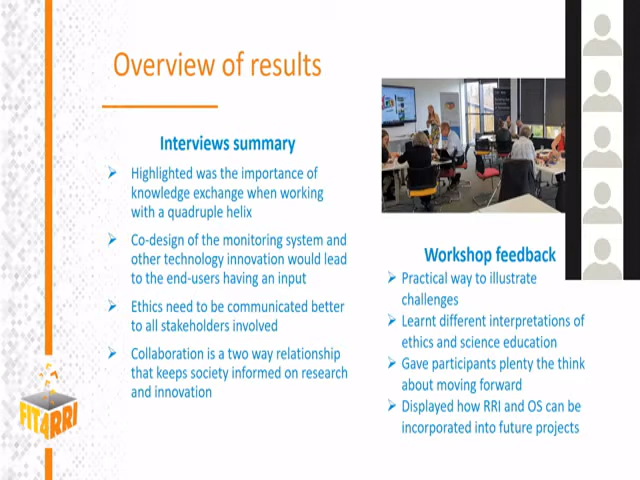 Overview of results
Interviews summary
Highlighted was the importance of
knowledge exchange when working
with a quadruple helix
Co-design of the monitoring system and
other technology innovation would lead
to the end-users having an input
Ethics need to be communicated better
to all stakeholders involved
Collaboration is a two way relationship
that keeps society informed on research
and innovation
Workshop feedback
Practical way to illustrate
challenges
Learnt different interpretations of
ethics and science education
Gave participants plenty the think
about moving forward
Displayed how RRI and OS can be
incorporated into future projects
FIT4RRI